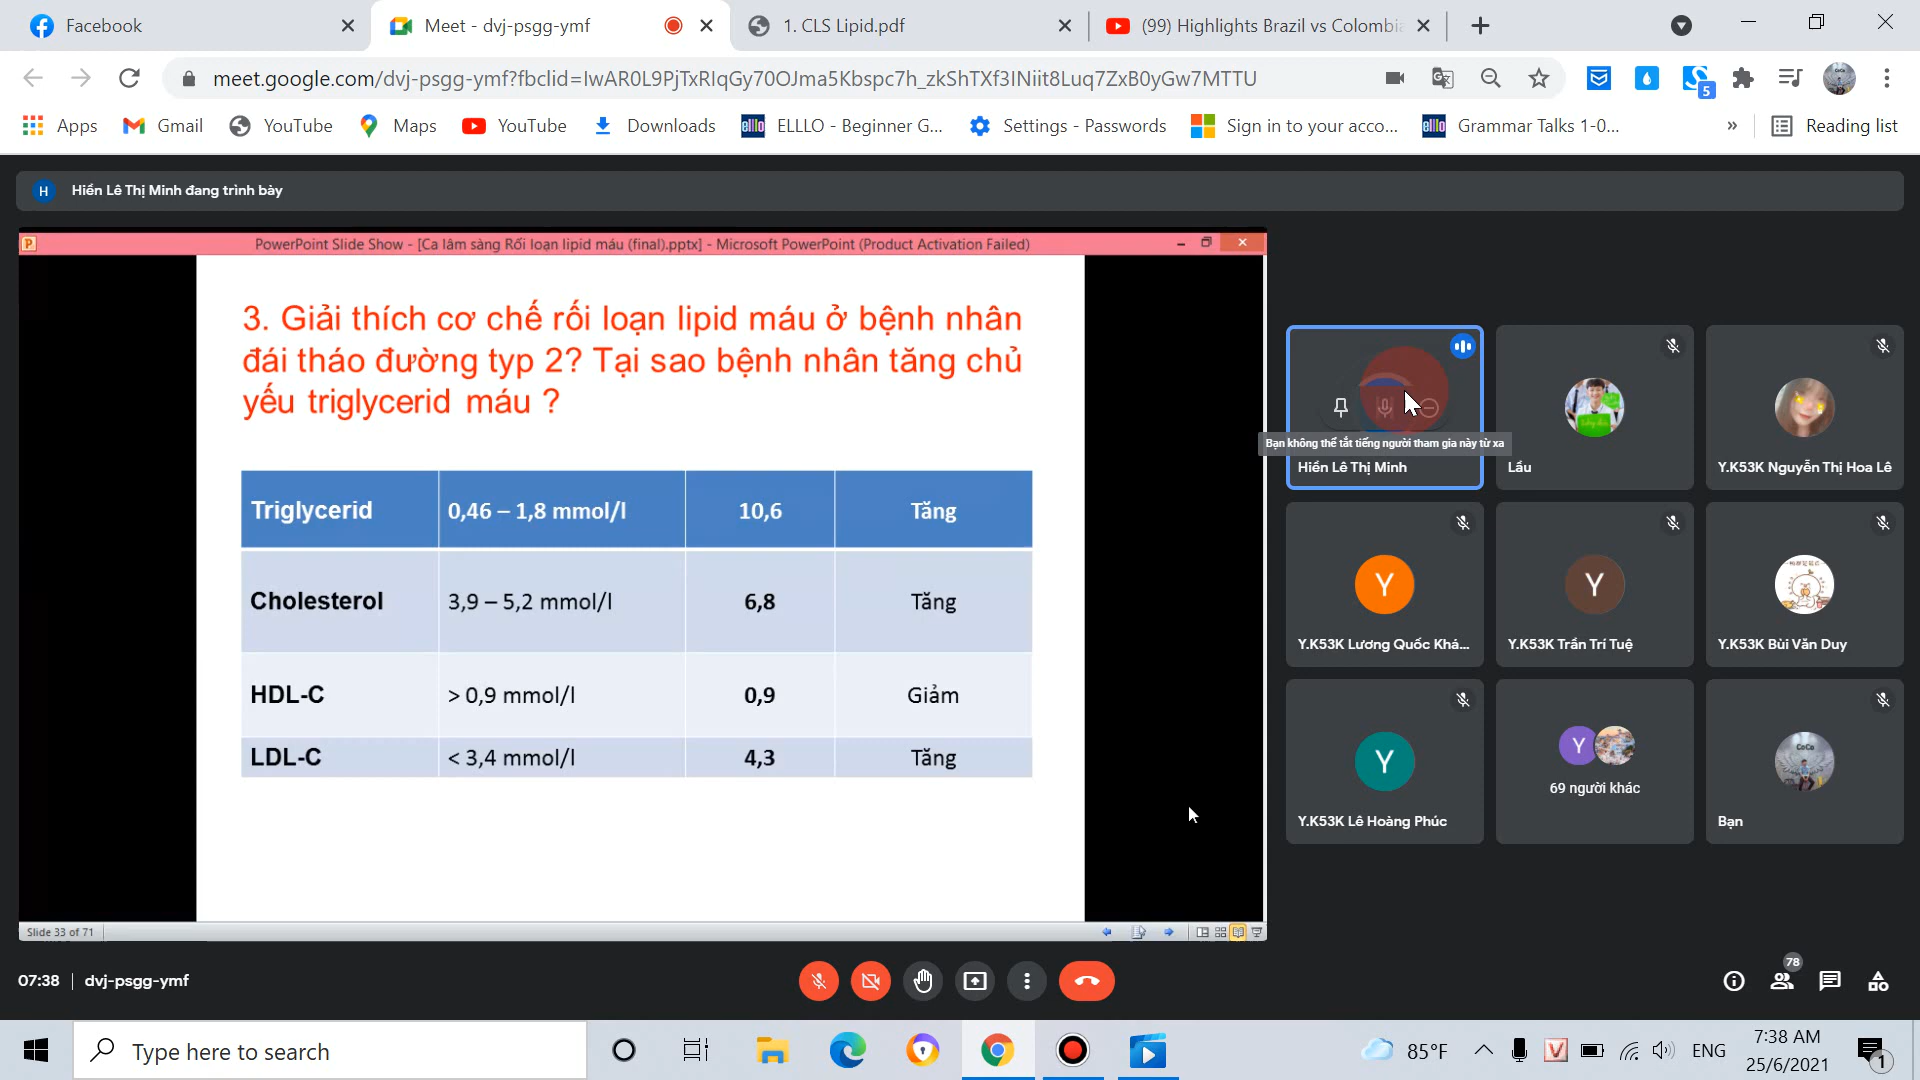 Facebook
Meet - dvj-psgg-ymf
1. CLS Lipid.pdf
(99) Highlights Brazil vs Colombia
meet.google.com/dvj-psgg-ymf?fbclid=IwAR0L9PjTxRIqGy70OJma5Kbspc7h_zkShTXf3INiit8Luq7ZxB0yGw7MTTU
5
Apps
Gmail
YouTube
Maps
YouTube
Downloads
elllo
ELLLO - Beginner G...
Settings - Passwords
Sign in to your acco...
elllo
Grammar Talks 1-0...
»
Reading list
H
Hiền Lê Thị Minh đang trình bày
PowerPoint Slide Show - [Ca lâm sàng Rối loạn lipid máu (final).pptx] - Microsoft PowerPoint (Product Activation Failed)
3. Giải thích cơ chế rối loạn lipid máu ở bệnh nhân
đái tháo đường typ 2? Tại sao bệnh nhân tăng chủ
yếu triglycerid máu ?
Triglycerid 0,46 – 1,8 mmol/l 10,6 Tăng
Cholesterol 3,9 – 5,2 mmol/l 6,8 Tăng
HDL-C > 0,9 mmol/l 0,9 Giảm
LDL-C < 3,4 mmol/l 4,3 Tăng
Slide 33 of 71
Bạn không thể tắt tiếng người tham gia này từ xa
Hiền Lê Thị Minh
Lầu
Y.K53K Nguyễn Thị Hoa Lê
Y
Y.K53K Lương Quốc Khá...
Y
Y.K53K Trần Trí Tuệ
Y.K53K Bùi Văn Duy
Y
Y.K53K Lê Hoàng Phúc
Y
69 người khác
CoCo
Bạn
07:38 | dvj-psgg-ymf
78
Type here to search
85°F
V
ENG
7:38 AM
25/6/2021
1